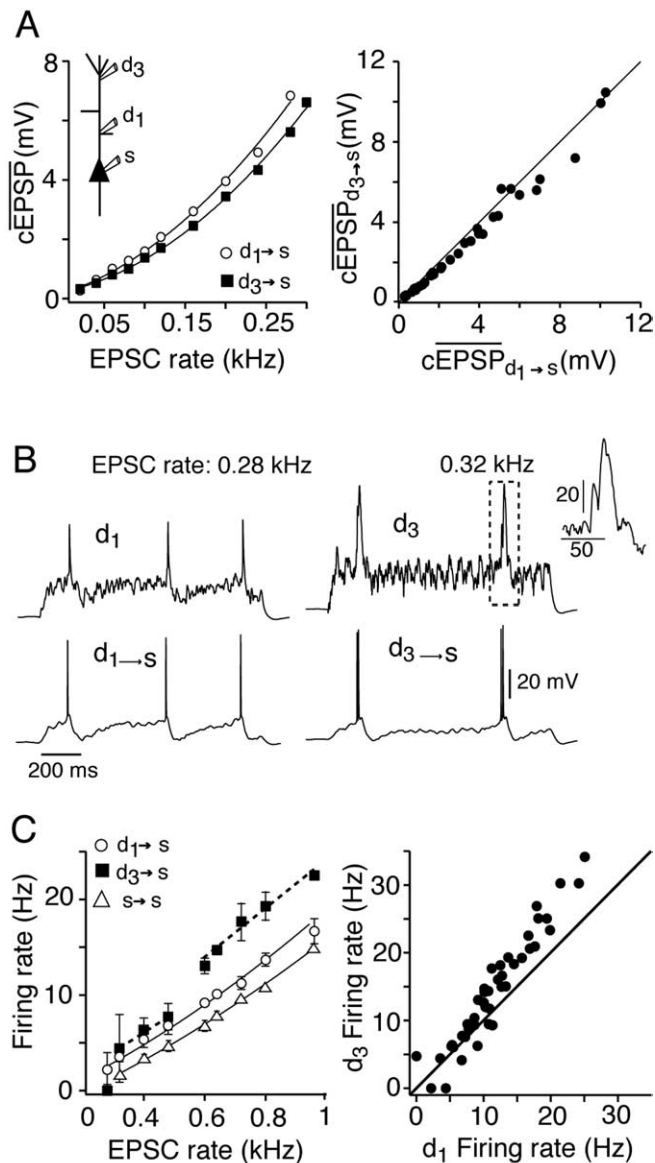 A
d3
d1
s
8
4
0
cEPSP (mV)
d1→s
d3→s
0.05 0.15 0.25
EPSC rate (kHz)
12
8
4
0
cEPSPd3→s(mV)
0 4 8 12
cEPSPd1→s(mV)
B
EPSC rate: 0.28 kHz
0.32 kHz
20
50
d1
d3
d1→s
d3→s
20 mV
200 ms
C
d1→s
d3→s
s→s
20
10
0
Firing rate (Hz)
0 0.4 0.6 0.8 1
EPSC rate (kHz)
30
20
10
0
d3 Firing rate (Hz)
0 10 20 30
d1 Firing rate (Hz)